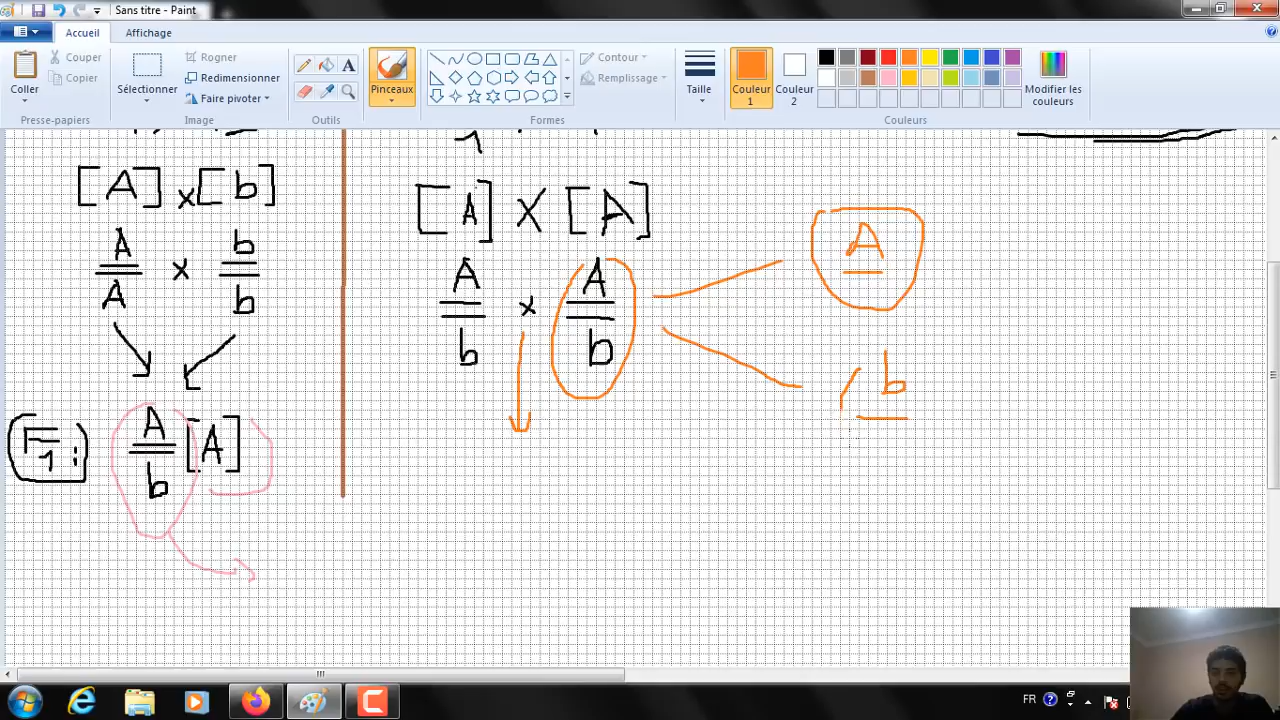 Sans titre - Paint
Accueil
Affichage
Coller
Couper
Copier
Presse-papiers
Sélectionner
Rogner
Redimensionner
Faire pivoter
Image
A
Outils
Pinceaux
Contour
Remplissage
Formes
Taille
Couleur 1
Couleur 2
Modifier les couleurs
Couleurs
1
[A] x [b]
[A] X [A]
A
A x b
A b
A x A
b b
A
b
F1 : A [A]
b
FR